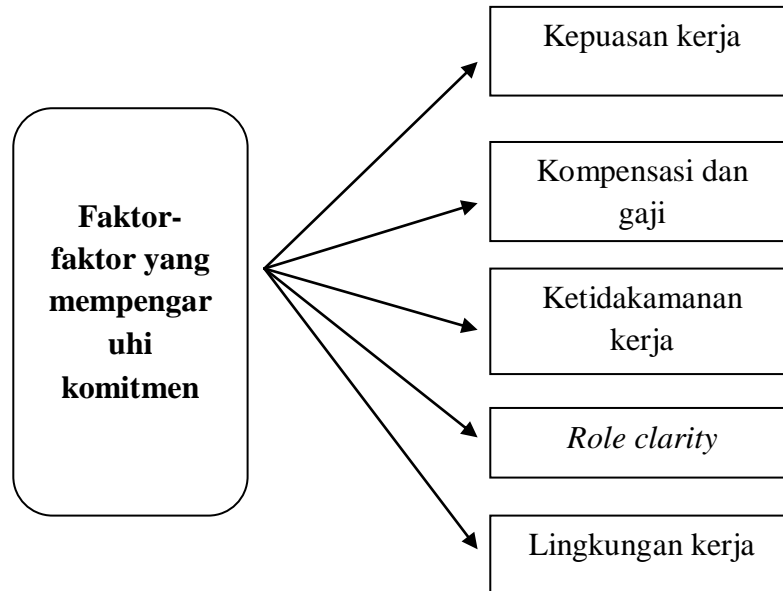 Faktor-
faktor yang
mempengar
uhi
komitmen
Kepuasan kerja
Kompensasi dan
gaji
Ketidakamanan
kerja
Role clarity
Lingkungan kerja